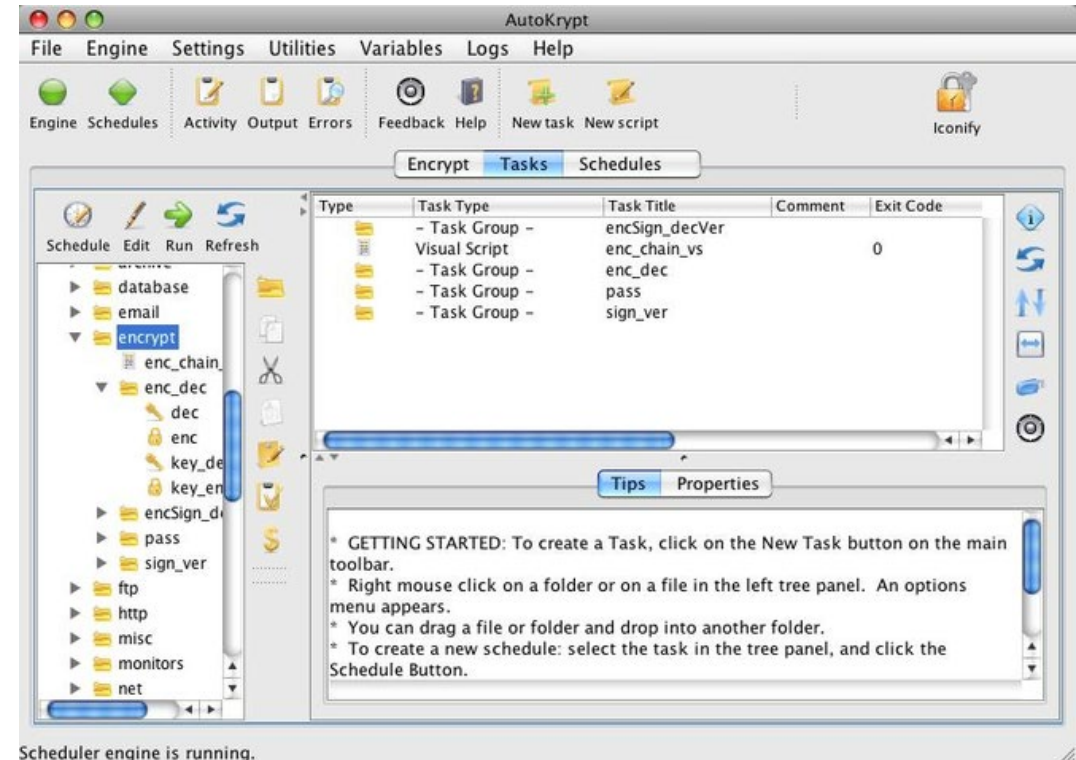 AutoKrypt
File Engine Settings Utilities Variables Logs Help
Engine Schedules Activity Output Errors Feedback Help New task New script Iconify
Encrypt Tasks Schedules
Schedule Edit Run Refresh
database
email
encrypt
enc_chain_
enc_dec
dec
enc
key_de
key_en
encSign_de
pass
sign_ver
ftp
http
misc
monitors
net
Type Task Type Task Title Comment Exit Code
– Task Group – encSign_decVer
Visual Script enc_chain_vs 0
– Task Group – enc_dec
– Task Group – pass
– Task Group – sign_ver
Tips Properties
* GETTING STARTED: To create a Task, click on the New Task button on the main
toolbar.
* Right mouse click on a folder or on a file in the left tree panel. An options
menu appears.
* You can drag a file or folder and drop into another folder.
* To create a new schedule: select the task in the tree panel, and click the
Schedule Button.
Scheduler engine is running.